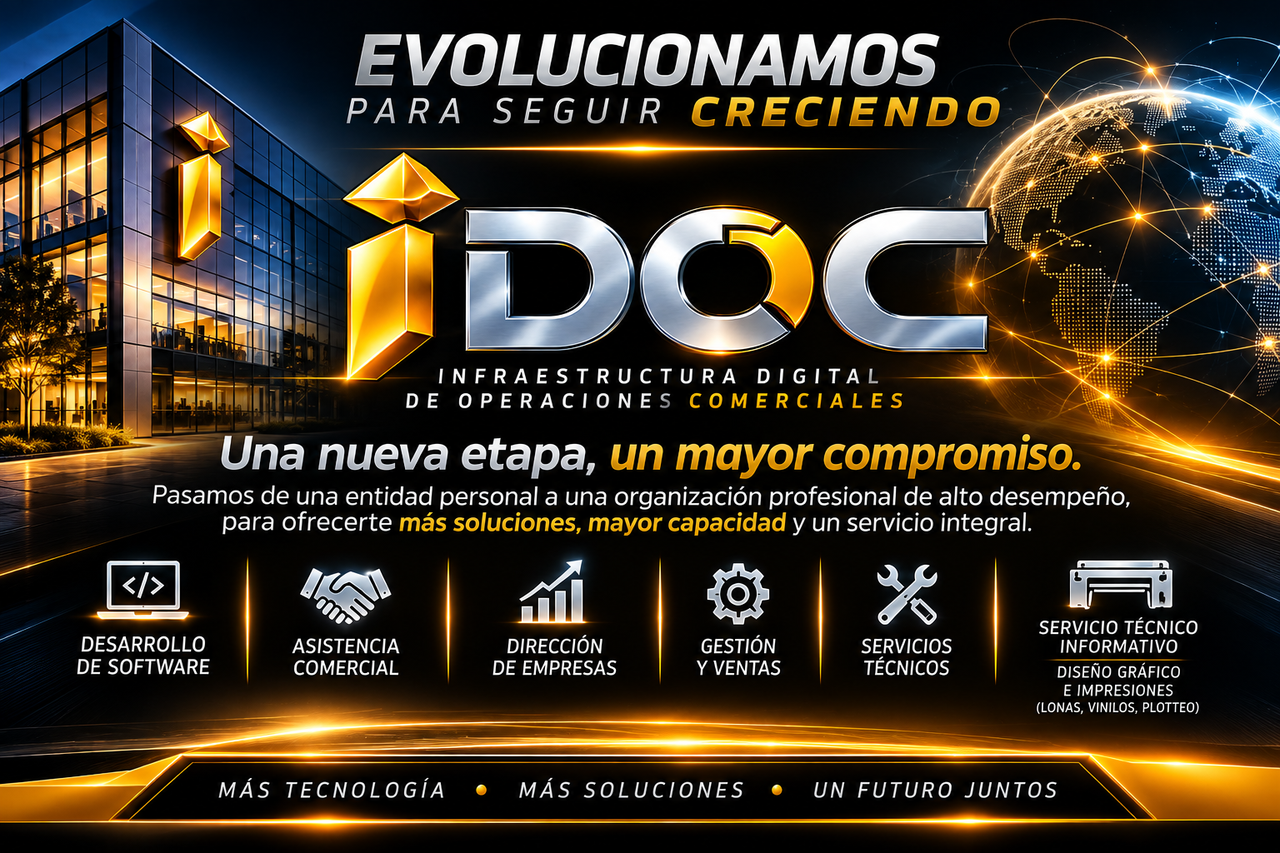 EVOLUCIONAMOS
PARA SEGUIR CRECIENDO
iDOC
INFRAESTRUCTURA DIGITAL
DE OPERACIONES COMERCIALES
Una nueva etapa, un mayor compromiso.
Pasamos de una entidad personal a una organización profesional de alto desempeño,
para ofrecerte más soluciones, mayor capacidad y un servicio integral.
</>
DESARROLLO
DE SOFTWARE
ASISTENCIA
COMERCIAL
DIRECCIÓN
DE EMPRESAS
GESTIÓN
Y VENTAS
SERVICIOS
TÉCNICOS
SERVICIO TÉCNICO
INFORMATIVO
DISEÑO GRÁFICO
E IMPRESIONES
(LONAS, VINILOS, PLOTTEO)
MÁS TECNOLOGÍA • MÁS SOLUCIONES • UN FUTURO JUNTOS